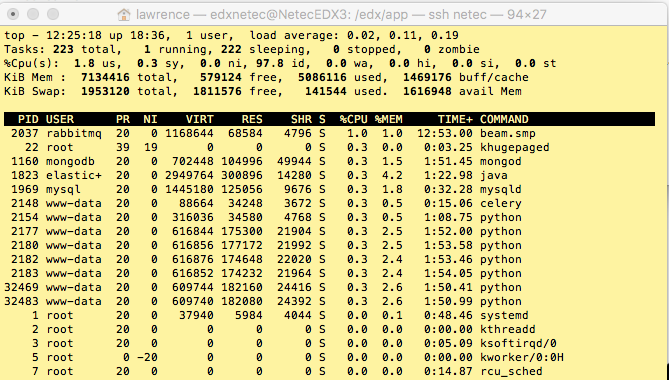 lawrence — edxnetec@NetecEDX3: /edx/app — ssh netec — 94×27
top - 12:25:18 up 18:36,  1 user,  load average: 0.02, 0.11, 0.19
Tasks: 223 total,   1 running, 222 sleeping,   0 stopped,   0 zombie
%Cpu(s):  1.8 us,  0.3 sy,  0.0 ni, 97.8 id,  0.0 wa,  0.0 hi,  0.0 si,  0.0 st
KiB Mem :  7134416 total,   579124 free,  5086116 used,  1469176 buff/cache
KiB Swap:  1953120 total,  1811576 free,   141544 used.  1616948 avail Mem
PID USER      PR  NI    VIRT    RES    SHR S  %CPU %MEM     TIME+ COMMAND
2037 rabbitmq  20   0 1168644  68584   4796 S   1.0  1.0  12:53.00 beam.smp
22 root      39  19       0      0      0 S   0.3  0.0   0:03.25 khugepaged
1160 mongodb   20   0  702448 104996  49944 S   0.3  1.5   1:51.45 mongod
1823 elastic+  20   0 2949764 300896  14280 S   0.3  4.2   1:22.98 java
1969 mysql     20   0 1445180 125056   9676 S   0.3  1.8   0:32.28 mysqld
2148 www-data  20   0   88664  34248   3672 S   0.3  0.5   0:15.06 celery
2154 www-data  20   0  316036  34580   4768 S   0.3  0.5   1:08.75 python
2177 www-data  20   0  616844 175300  21904 S   0.3  2.5   1:52.00 python
2180 www-data  20   0  616856 177172  21992 S   0.3  2.5   1:53.58 python
2182 www-data  20   0  616876 174648  22020 S   0.3  2.4   1:53.46 python
2183 www-data  20   0  616852 174232  21964 S   0.3  2.4   1:54.05 python
32469 www-data  20   0  609744 182160  24416 S   0.3  2.6   1:50.41 python
32483 www-data  20   0  609740 182080  24392 S   0.3  2.6   1:50.99 python
1 root      20   0   37940   5984   4044 S   0.0  0.1   0:48.46 systemd
2 root      20   0       0      0      0 S   0.0  0.0   0:00.00 kthreadd
3 root      20   0       0      0      0 S   0.0  0.0   0:05.09 ksoftirqd/0
5 root       0 -20       0      0      0 S   0.0  0.0   0:00.00 kworker/0:0H
7 root      20   0       0      0      0 S   0.0  0.0   0:14.87 rcu_sched